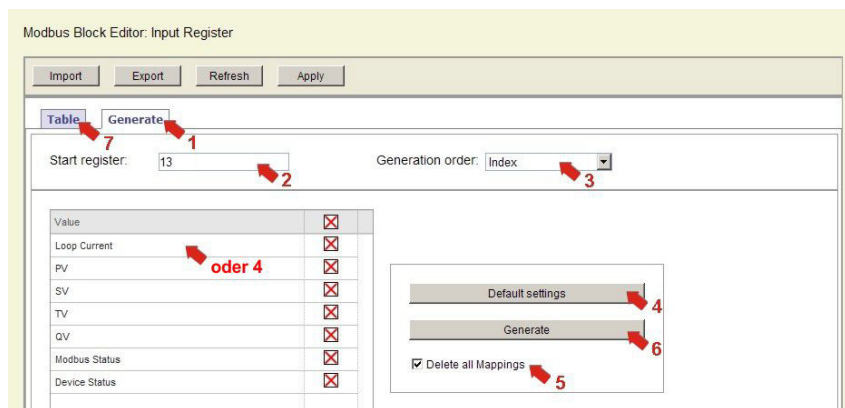 Modbus Block Editor: Input Register
Import Export Refresh Apply
Table Generate
7 1
Start register: 13 Generation order: Index
2 3
Value
Loop Current
PV oder 4
SV Default settings
4
TV
QV Generate
6
Modbus Status Delete all Mappings
Device Status 5